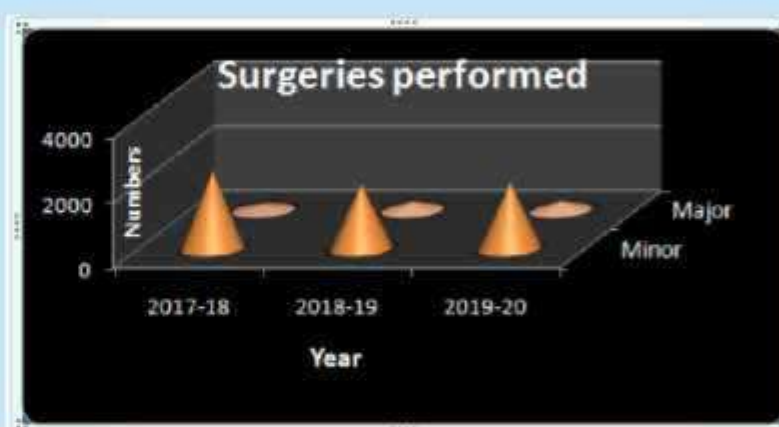 Surgeries performed
4000
2000
0
Numbers
Major
Minor
2017-18 2018-19 2019-20
Year